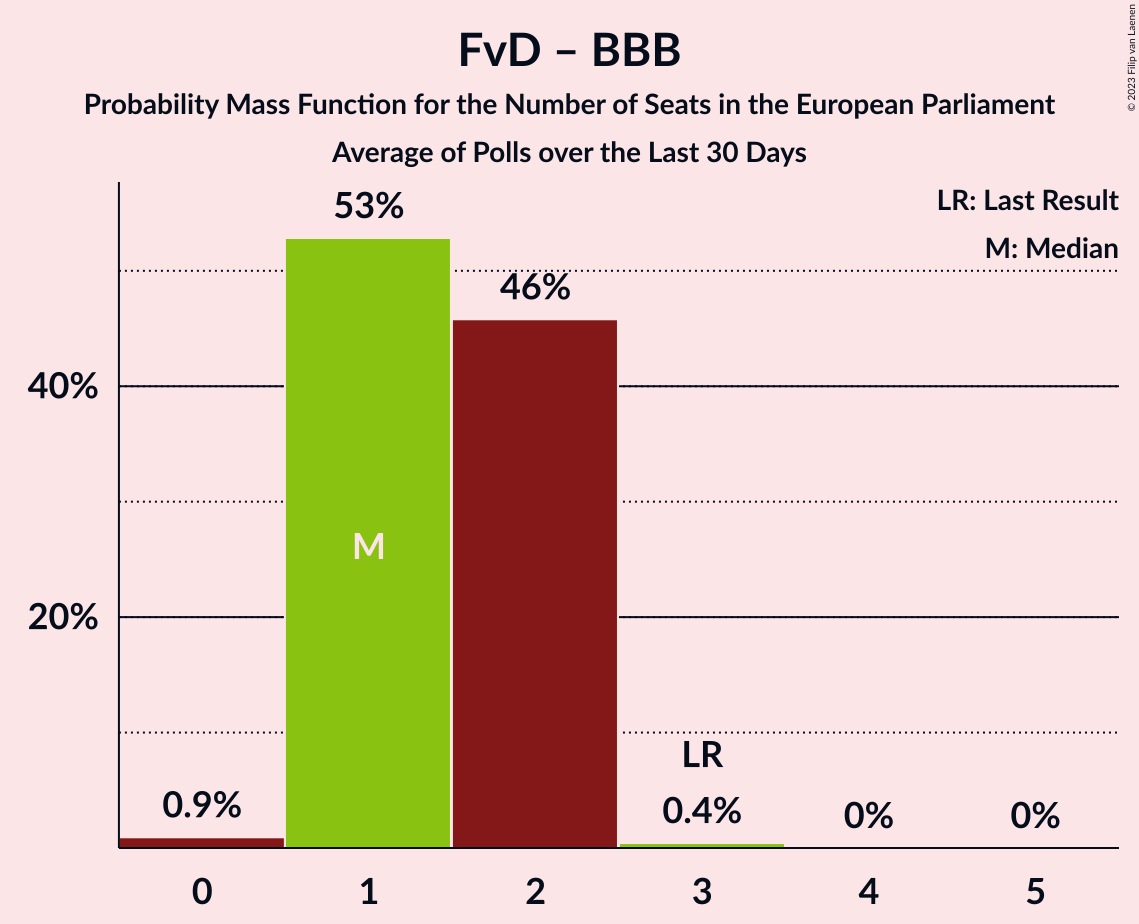 FvD – BBB
Probability Mass Function for the Number of Seats in the European Parliament
Average of Polls over the Last 30 Days
© 2023 Filip van Laenen
LR: Last Result
M: Median
53%
46%
40%
M
20%
LR
0.9%
0.4%
0%
0%
0 1 2 3 4 5